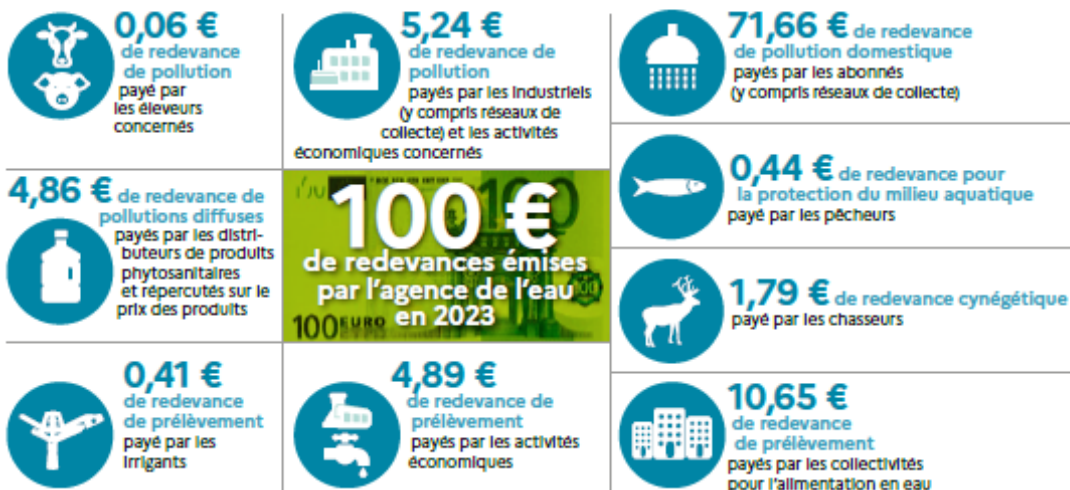 0,06 €
de redevance
de pollution
payé par
les éleveurs
concernés
5,24 €
de redevance de
pollution
payés par les industriels
(y compris réseaux de
collecte) et les activités
économiques concernés
71,66 € de redevance
de pollution domestique
payés par les abonnés
(y compris réseaux de collecte)
0,44 € de redevance pour
la protection du milieu aquatique
payé par les pêcheurs
4,86 € de redevance de
pollutions diffuses
payés par les distri-
buteurs de produits
phytosanitaires
et répercutés sur le
prix des produits
100
100 €
de redevances émises
par l'agence de l'eau
en 2023
100
100 EURO
1,79 € de redevance cynégétique
payé par les chasseurs
0,41 €
de redevance
de prélèvement
payé par les
irrigants
4,89 €
de redevance de
prélèvement
payés par les activités
économiques
10,65 €
de redevance
de prélèvement
payés par les collectivités
pour l'alimentation en eau